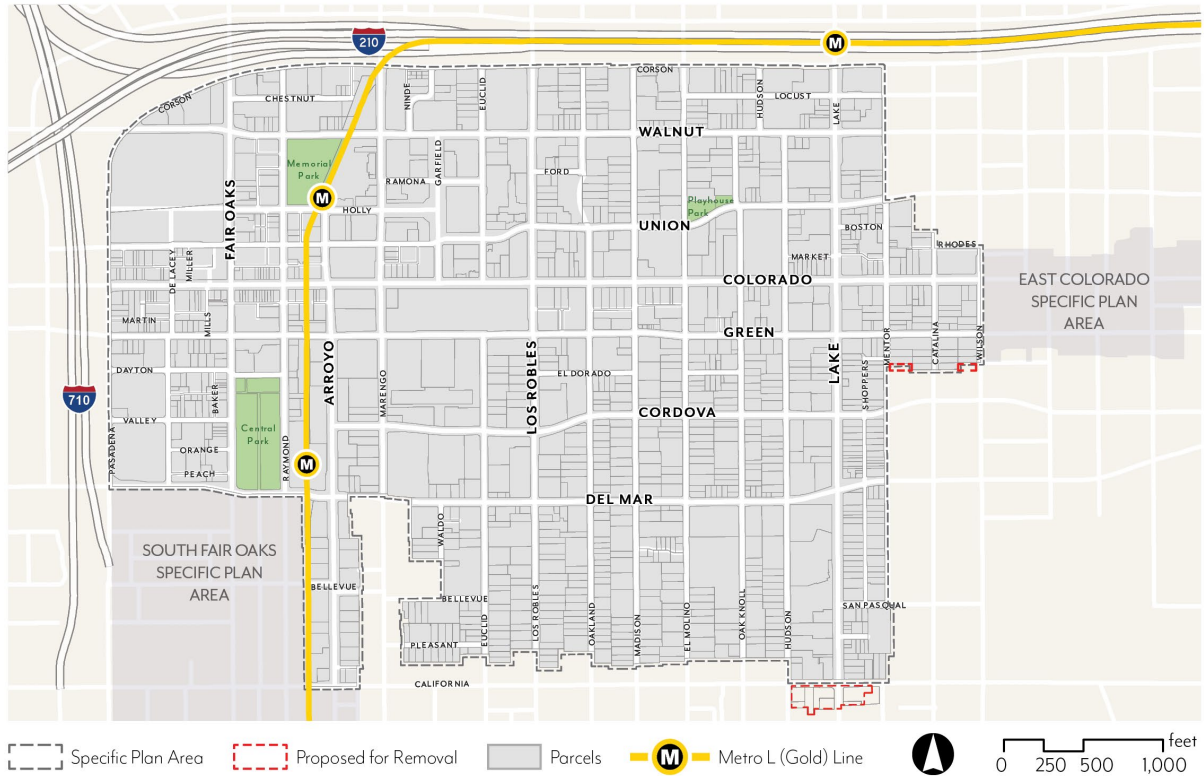 210
M
CORSON
CORSON
CHESTNUT
NINDE
EUCLID
HUDSON
LOCUST
LAKE
WALNUT
Memorial
Park
GARFIELD
FORD
RAMONA
M
HOLLY
FAIR OAKS
Playhouse
Park
UNION
BOSTON
RHODES
DE LACEY
MILLER
MARKET
COLORADO
EAST COLORADO
SPECIFIC PLAN
AREA
MARTIN
MILLS
GREEN
MENTOR
CATALINA
WILSON
ARROYO
LOS ROBLES
LAKE
DAYTON
EL DORADO
SHOPPERS
710
BAKER
MARENGO
CORDOVA
VALLEY
Central
Park
PASADENA
ORANGE
RAYMOND
M
PEACH
DEL MAR
WALDO
SOUTH FAIR OAKS
SPECIFIC PLAN
AREA
BELLEVUE
BELLEVUE
SAN PASQUAL
PLEASANT
EUCLID
LOS ROBLES
OAKLAND
MADISON
EL MOLINO
OAK KNOLL
HUDSON
CALIFORNIA
Specific Plan Area
Proposed for Removal
Parcels
M
Metro L (Gold) Line
feet
0 250 500 1,000